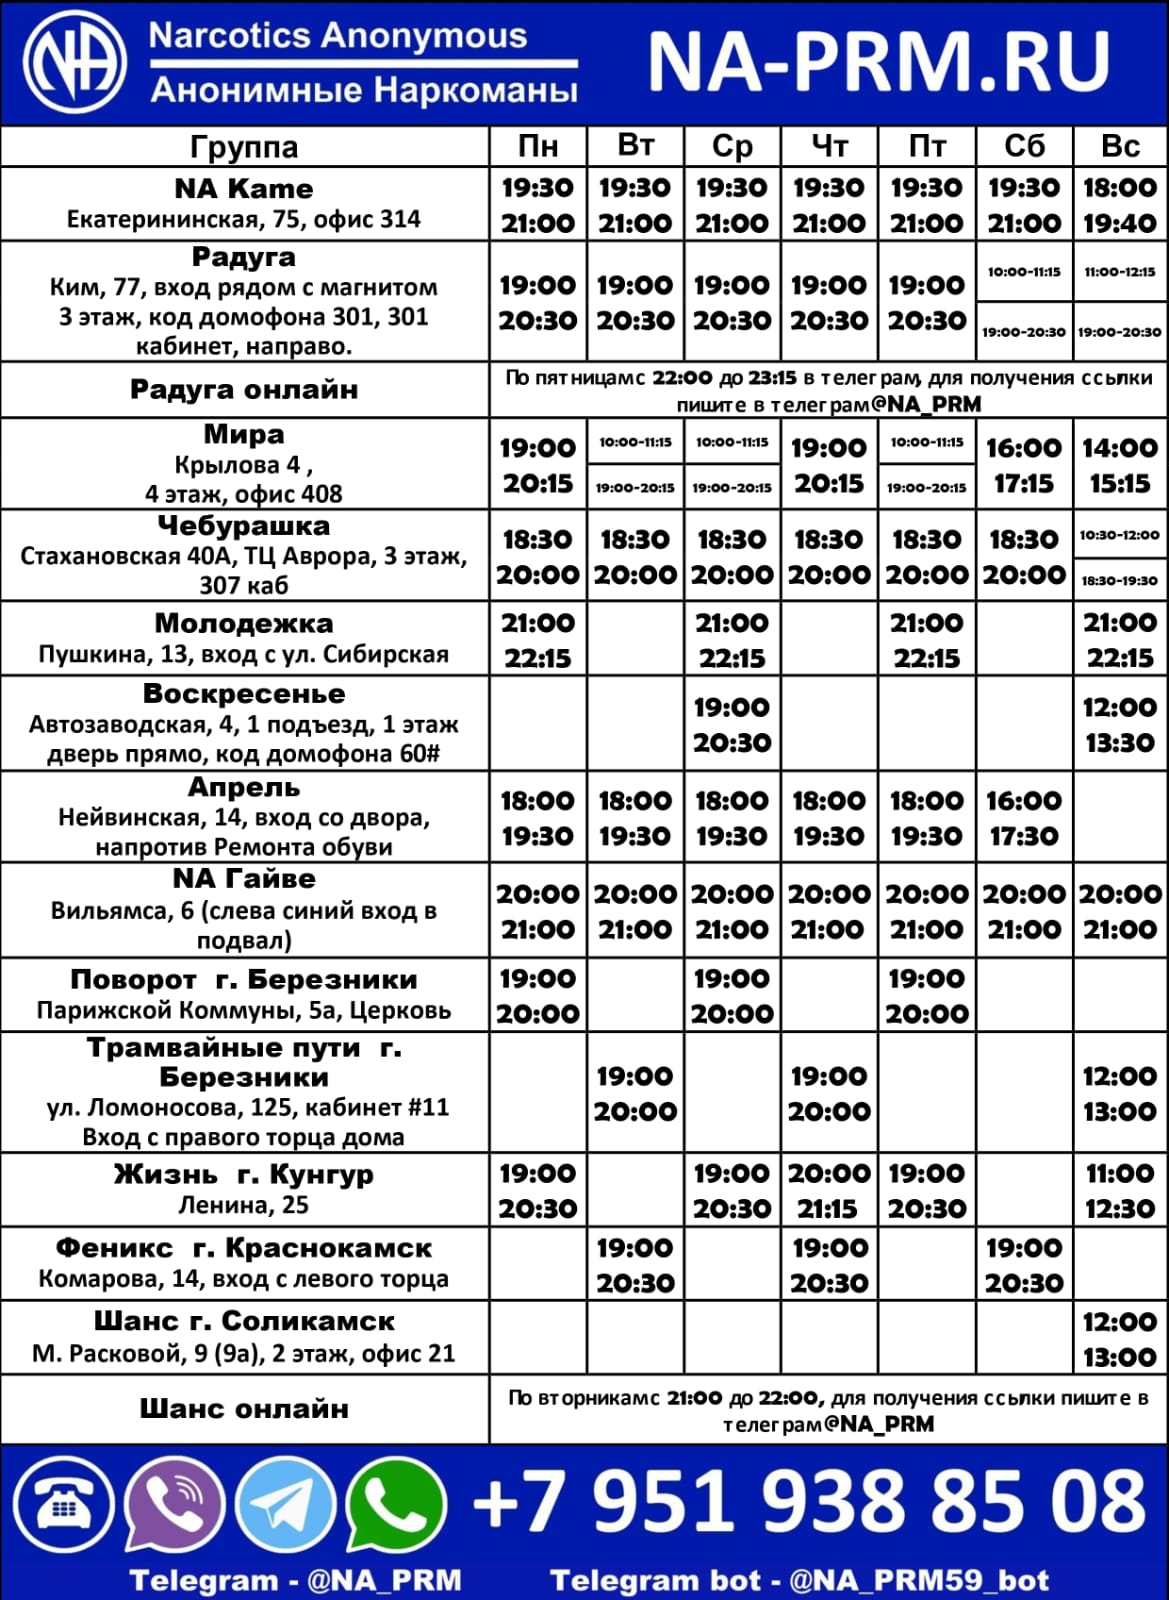 Narcotics Anonymous
Анонимные Наркоманы
NA-PRM.RU
Группа Пн Вт Ср Чт Пт Сб Вс
NA Kame
Екатерининская, 75, офис 314
19:30 19:30 19:30 19:30 19:30 19:30 18:00
21:00 21:00 21:00 21:00 21:00 21:00 19:40
Радуга
Ким, 77, вход рядом с магнитом
3 этаж, код домофона 301, 301
кабинет, направо.
19:00 19:00 19:00 19:00 19:00 10:00-11:15 11:00-12:15
20:30 20:30 20:30 20:30 20:30 19:00-20:30 19:00-20:30
Радуга онлайн
По пятницам с 22:00 до 23:15 в телеграм, для получения ссылки
пишите в телеграм @NA_PRM
Мира
Крылова 4 ,
4 этаж, офис 408
19:00 10:00-11:15 10:00-11:15 19:00 10:00-11:15 16:00 14:00
20:15 19:00-20:15 19:00-20:15 20:15 19:00-20:15 17:15 15:15
Чебурашка
Стахановская 40А, ТЦ Аврора, 3 этаж,
307 каб
18:30 18:30 18:30 18:30 18:30 18:30 10:30-12:00
20:00 20:00 20:00 20:00 20:00 20:00 18:30-19:30
Молодежка
Пушкина, 13, вход с ул. Сибирская
21:00 21:00 21:00 21:00
22:15 22:15 22:15 22:15
Воскресенье
Автозаводская, 4, 1 подъезд, 1 этаж
дверь прямо, код домофона 60#
19:00 12:00
20:30 13:30
Апрель
Нейвинская, 14, вход со двора,
напротив Ремонта обуви
18:00 18:00 18:00 18:00 18:00 16:00
19:30 19:30 19:30 19:30 19:30 17:30
NA Гайве
Вильямса, 6 (слева синий вход в
подвал)
20:00 20:00 20:00 20:00 20:00 20:00 20:00
21:00 21:00 21:00 21:00 21:00 21:00 21:00
Поворот г. Березники
Парижской Коммуны, 5а, Церковь
19:00 19:00 19:00
20:00 20:00 20:00
Трамвайные пути г.
Березники
ул. Ломоносова, 125, кабинет #11
Вход с правого торца дома
19:00 19:00 12:00
20:00 20:00 13:00
Жизнь г. Кунгур
Ленина, 25
19:00 19:00 20:00 19:00 11:00
20:30 20:30 21:15 20:30 12:30
Феникс г. Краснокамск
Комарова, 14, вход с левого торца
19:00 19:00 19:00
20:30 20:30 20:30
Шанс г. Соликамск
М. Расковой, 9 (9а), 2 этаж, офис 21
12:00
13:00
Шанс онлайн
По вторникам с 21:00 до 22:00, для получения ссылки пишите в
телеграм @NA_PRM
+7 951 938 85 08
Telegram - @NA_PRM Telegram bot - @NA_PRM59_bot